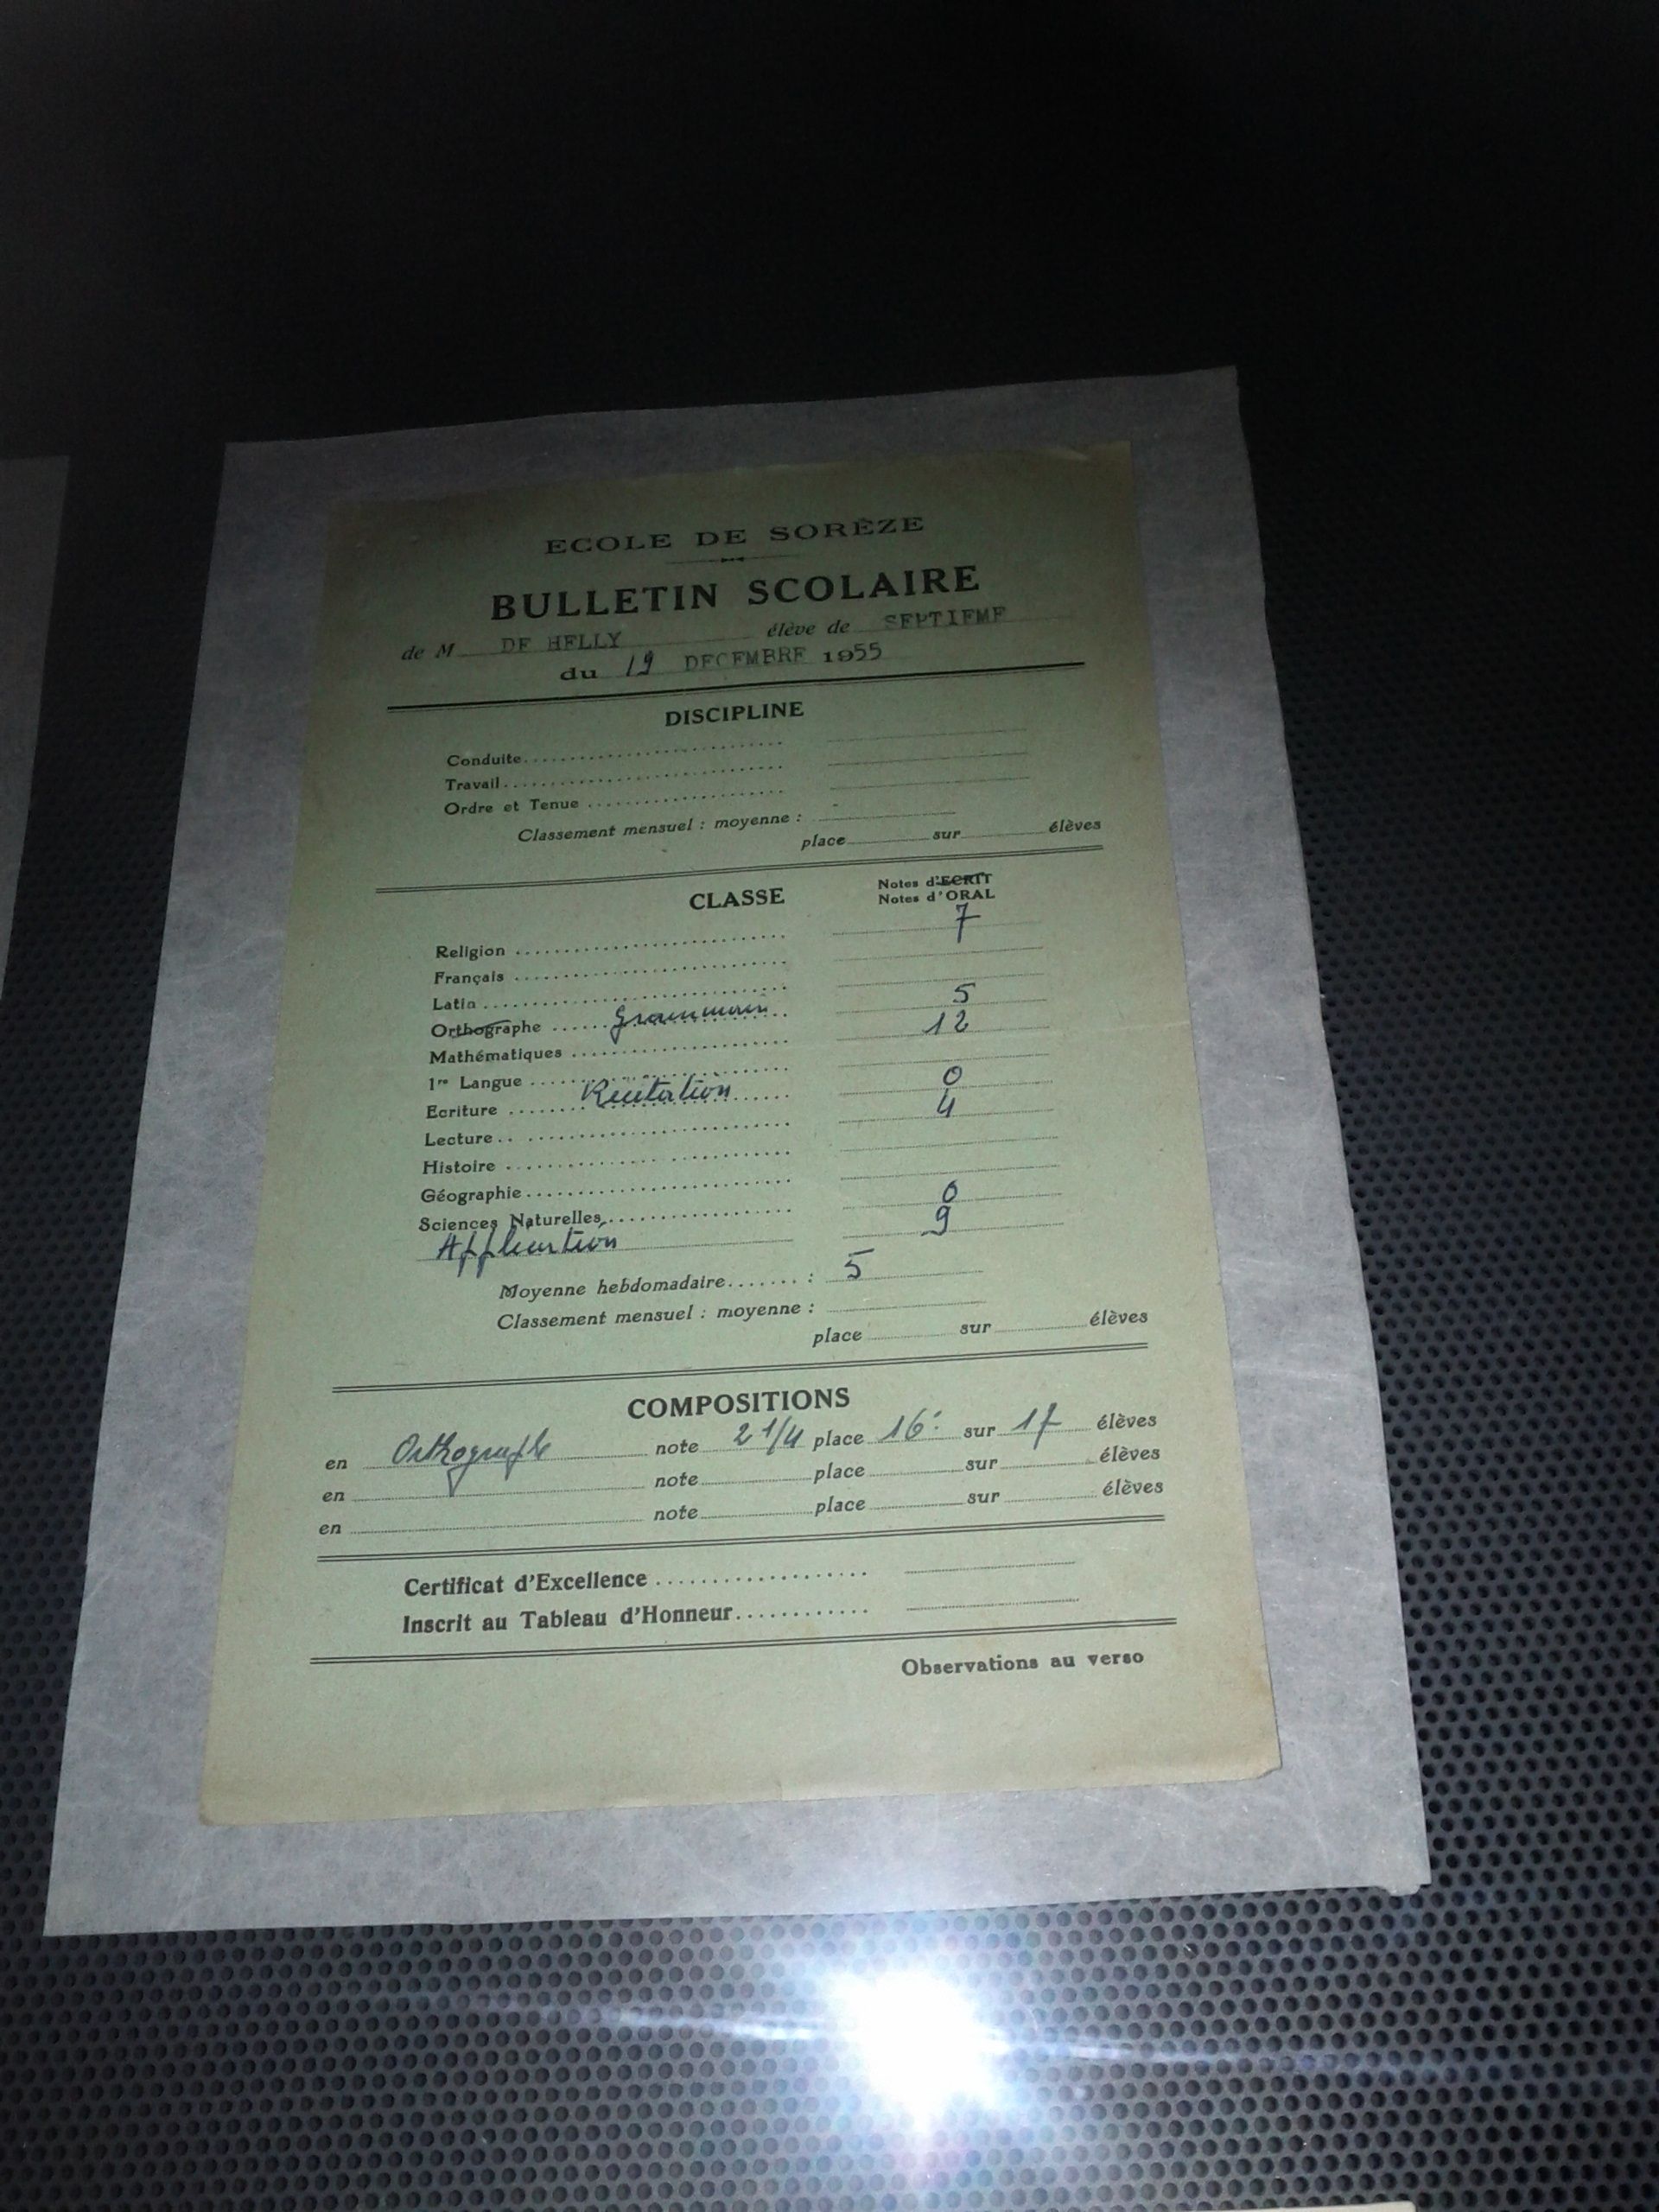 ECOLE DE SORÈZE
BULLETIN SCOLAIRE
de M DE HELLY élève de SEPTIEME
du 19 DECEMBRE 1955
DISCIPLINE
Conduite
Travail
Ordre et Tenue
Classement mensuel : moyenne :
place sur élèves
CLASSE Notes d'ECRIT
Notes d'ORAL
Religion 7
Français
Latin
Orthographe Grammaire 5
Mathématiques 12
1re Langue
Ecriture Récitation 0
Lecture 4
Histoire
Géographie
Sciences Naturelles 0
Application 9
Moyenne hebdomadaire : 5
Classement mensuel : moyenne :
place sur élèves
COMPOSITIONS
en Orthographe note 2 1/4 place 16e sur 17 élèves
en note place sur élèves
en note place sur élèves
Certificat d'Excellence
Inscrit au Tableau d'Honneur
Observations au verso